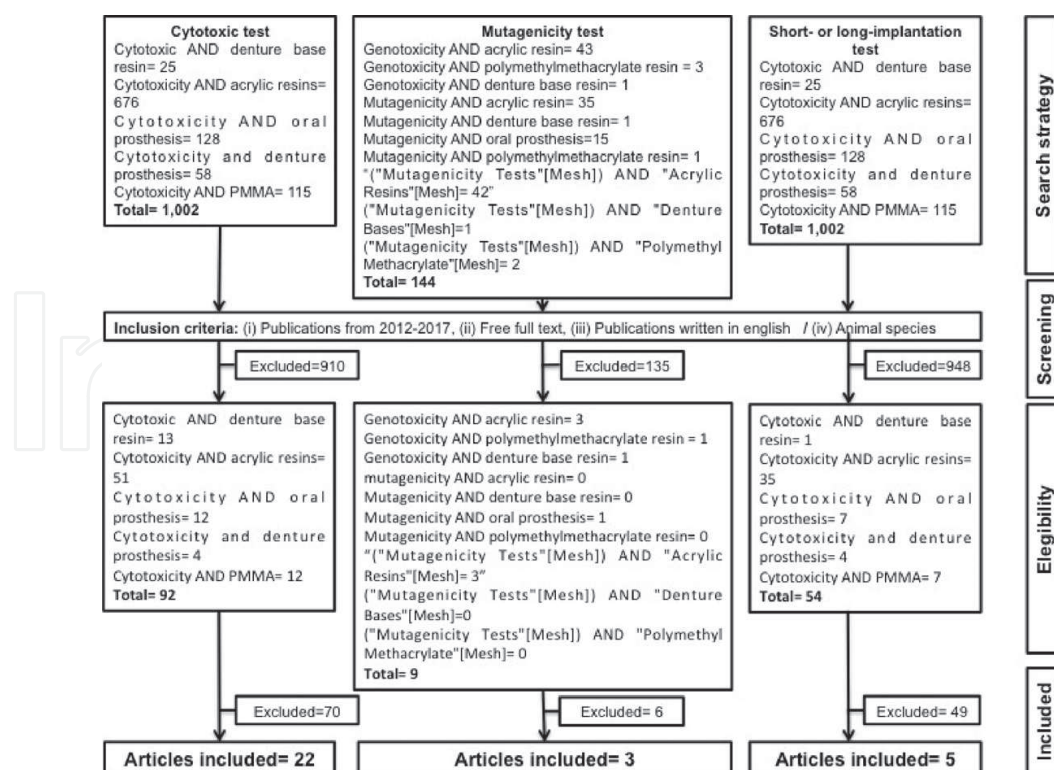 Cytotoxic test
Cytotoxic AND denture base
resin= 25
Cytotoxicity AND acrylic resins=
676
Cytotoxicity AND oral
prosthesis= 128
Cytotoxicity and denture
prosthesis= 58
Cytotoxicity AND PMMA= 115
Total= 1,002
Mutagenicity test
Genotoxicity AND acrylic resin= 43
Genotoxicity AND polymethylmethacrylate resin = 3
Genotoxicity AND denture base resin= 1
Mutagenicity AND acrylic resin= 35
Mutagenicity AND denture base resin= 1
Mutagenicity AND oral prosthesis=15
Mutagenicity AND polymethylmethacrylate resin= 1
"("Mutagenicity Tests"[Mesh]) AND "Acrylic
Resins"[Mesh]= 42"
("Mutagenicity Tests"[Mesh]) AND "Denture
Bases"[Mesh]=1
("Mutagenicity Tests"[Mesh]) AND "Polymethyl
Methacrylate"[Mesh]= 2
Total= 144
Short- or long-implantation
test
Cytotoxic AND denture base
resin= 25
Cytotoxicity AND acrylic resins=
676
Cytotoxicity AND oral
prosthesis= 128
Cytotoxicity and denture
prosthesis= 58
Cytotoxicity AND PMMA= 115
Total= 1,002
Search strategy
Inclusion criteria: (i) Publications from 2012-2017, (ii) Free full text, (iii) Publications written in english / (iv) Animal species
Excluded=910
Excluded=135
Excluded=948
Screening
Cytotoxic AND denture base
resin= 13
Cytotoxicity AND acrylic resins=
51
Cytotoxicity AND oral
prosthesis= 12
Cytotoxicity and denture
prosthesis= 4
Cytotoxicity AND PMMA= 12
Total= 92
Genotoxicity AND acrylic resin= 3
Genotoxicity AND polymethylmethacrylate resin = 1
Genotoxicity AND denture base resin= 1
mutagenicity AND acrylic resin= 0
Mutagenicity AND denture base resin= 0
Mutagenicity AND oral prosthesis= 1
Mutagenicity AND polymethylmethacrylate resin= 0
"("Mutagenicity Tests"[Mesh]) AND "Acrylic
Resins"[Mesh]= 3"
("Mutagenicity Tests"[Mesh]) AND "Denture
Bases"[Mesh]=0
("Mutagenicity Tests"[Mesh]) AND "Polymethyl
Methacrylate"[Mesh]= 0
Total= 9
Cytotoxic AND denture base
resin= 1
Cytotoxicity AND acrylic resins=
35
Cytotoxicity AND oral
prosthesis= 7
Cytotoxicity and denture
prosthesis= 4
Cytotoxicity AND PMMA= 7
Total= 54
Elegibility
Excluded=70
Excluded= 6
Excluded= 49
Articles included= 22
Articles included= 3
Articles included= 5
Included